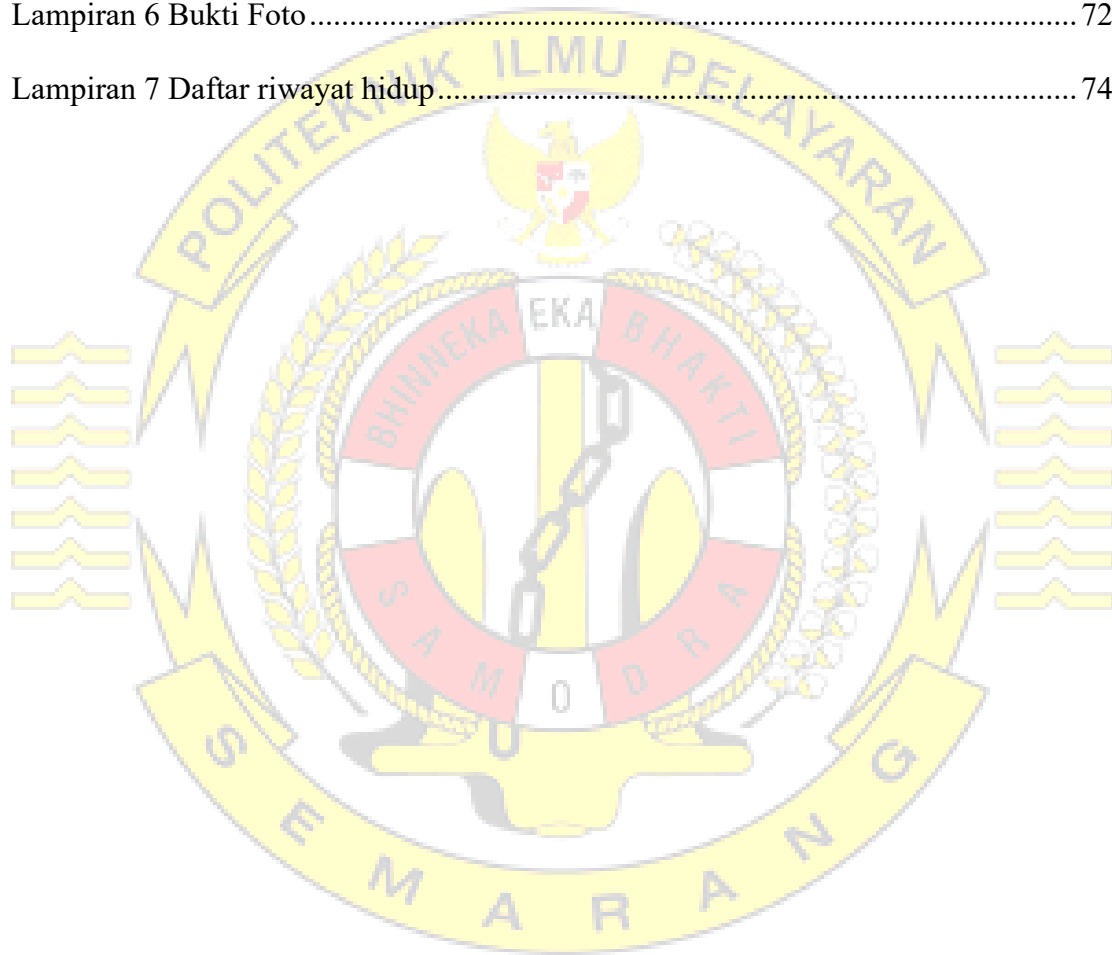 Lampiran 6 Bukti Foto........................................................................................................ 72
Lampiran 7 Daftar riwayat hidup...................................................................................... 74
POLITEKNIK ILMU PELAYARAN
BHINNEKA EKA BHAKTI
SAMODRA
SEMARANG